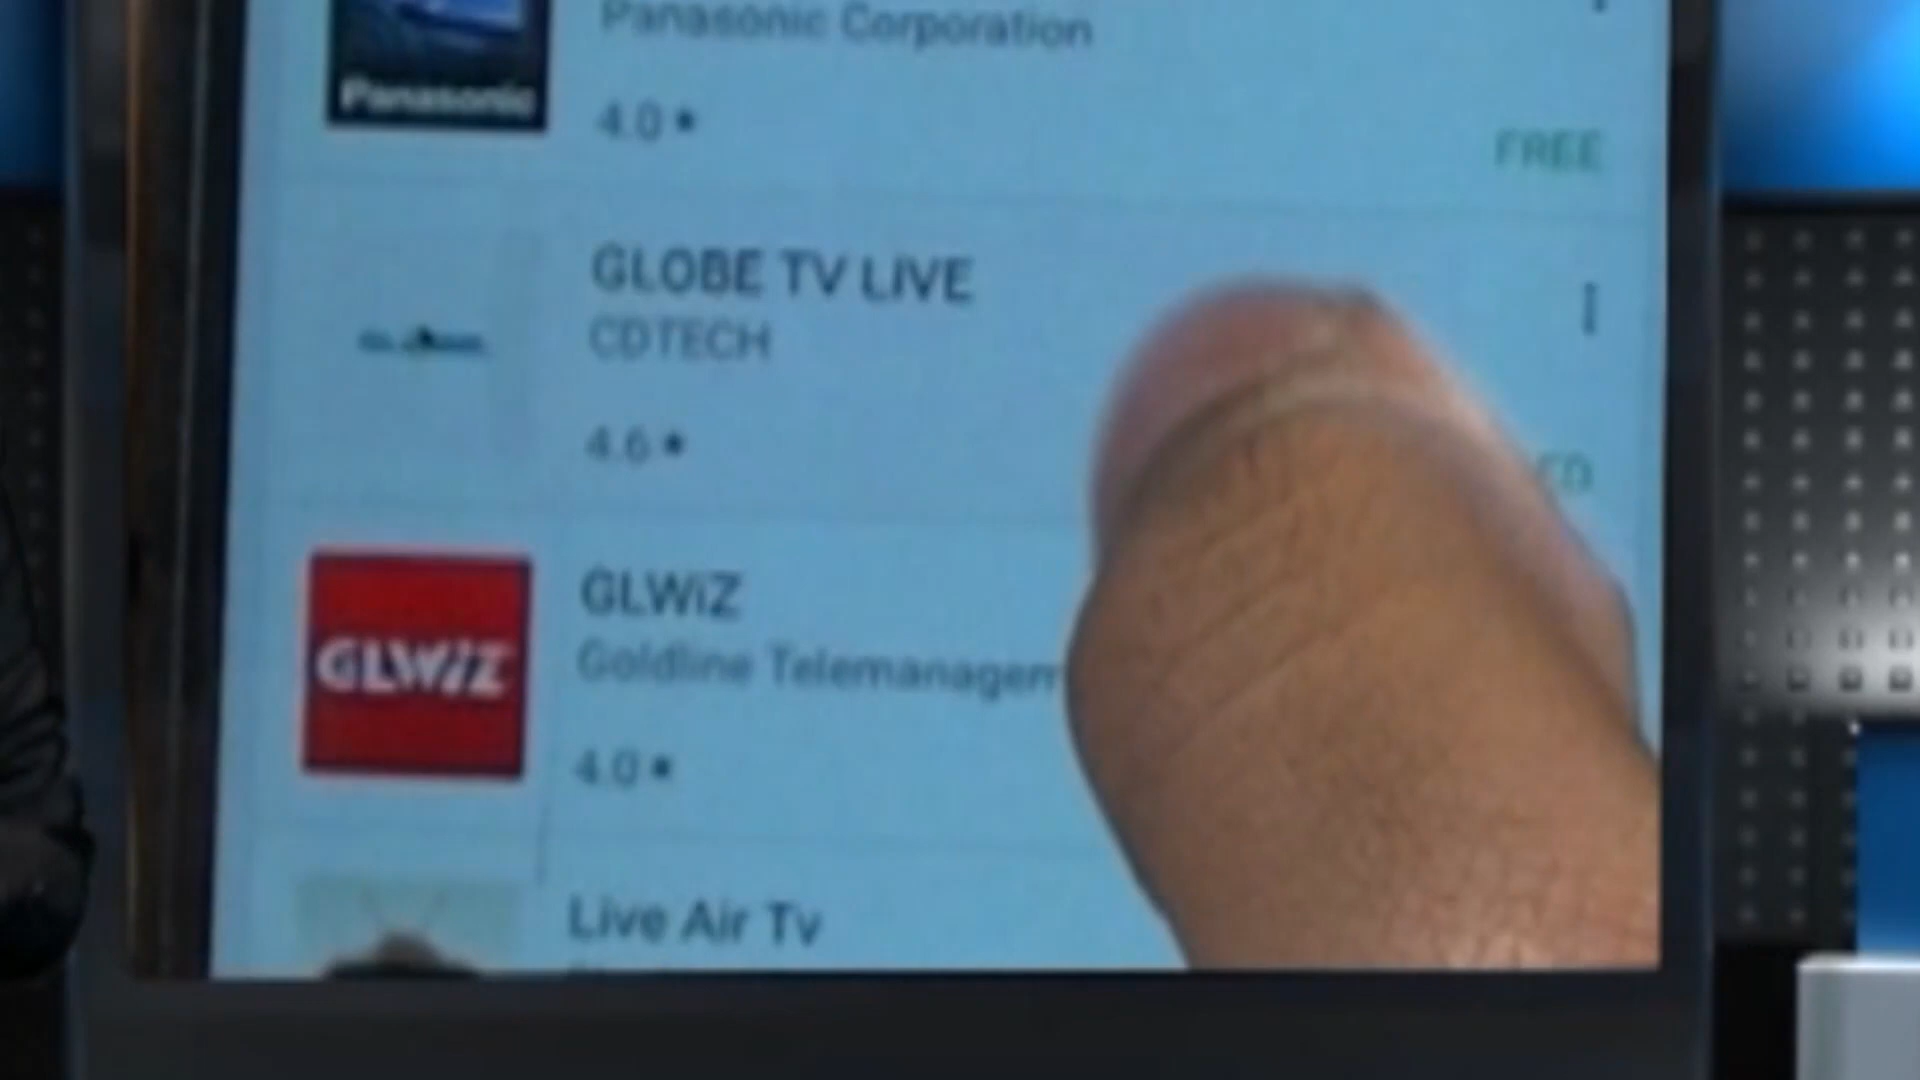 Panasonic Corporation
Panasonic
4.0 ★
FREE
GLOBE TV LIVE
CDTECH
4.6 ★
GLWiZ
GLWiZ
Goldline Telemanagem
4.0 ★
Live Air Tv